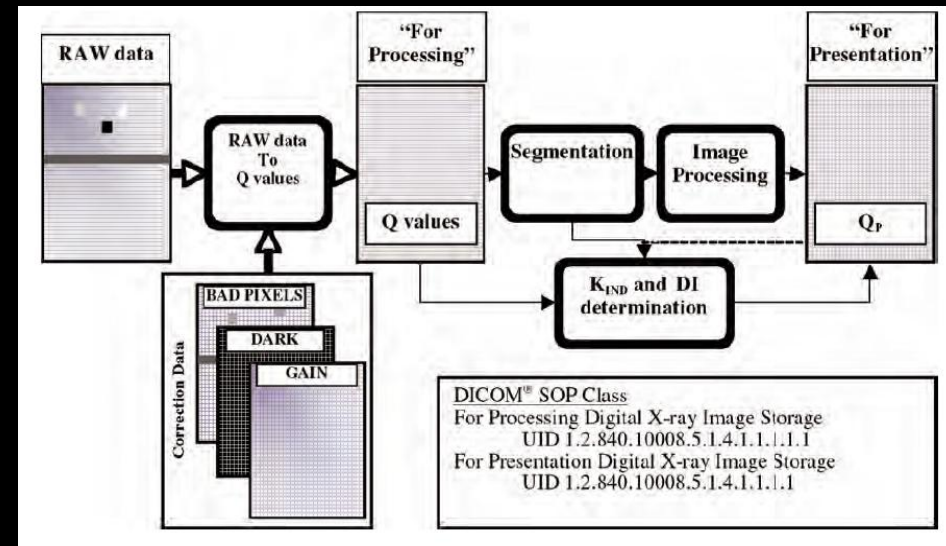 RAW data
“For
Processing”
“For
Presentation”
RAW data
To
Q values
Segmentation
Image
Processing
Q values
Q_P
K_IND and DI
determination
BAD PIXELS
DARK
GAIN
Correction Data
DICOM® SOP Class
For Processing Digital X-ray Image Storage
UID 1.2.840.10008.5.1.4.1.1.1.1.1
For Presentation Digital X-ray Image Storage
UID 1.2.840.10008.5.1.4.1.1.1.1